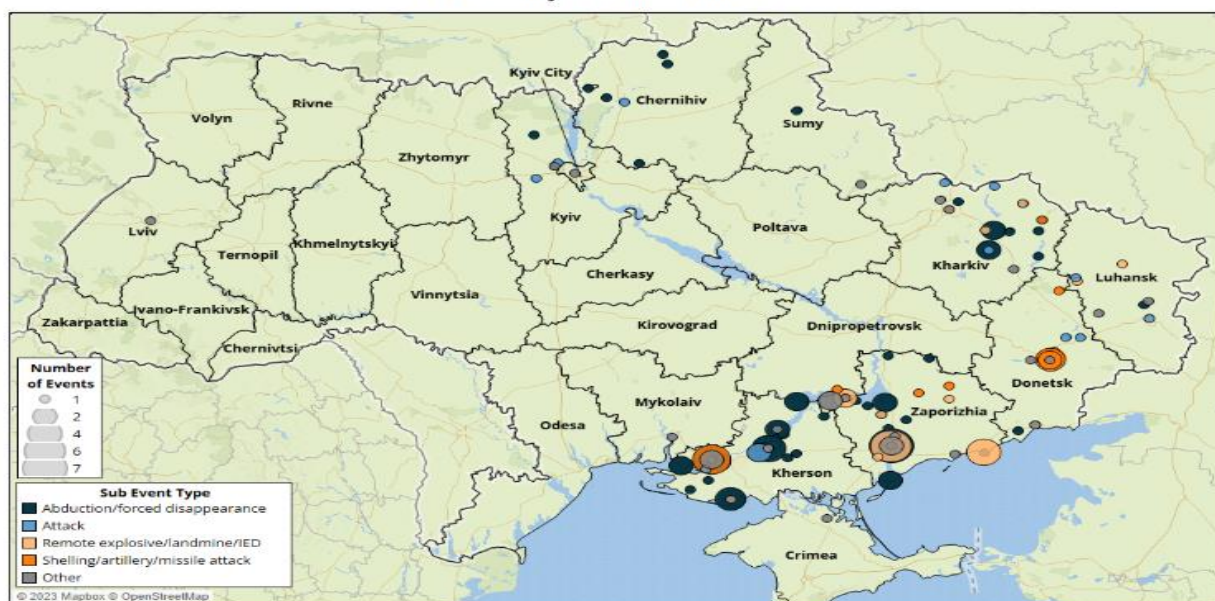 Kyiv City
Chernihiv
Rivne
Volyn
Sumy
Zhytomyr
Lviv
Kyiv
Poltava
Khmelnytskyi
Ternopil
Kharkiv
Luhansk
Cherkasy
Vinnytsia
Ivano-Frankivsk
Zakarpattia
Kirovograd
Dnipropetrovsk
Chernivtsi
Donetsk
Number
of Events
1
2
4
6
7
Mykolaiv
Zaporizhia
Odesa
Kherson
Sub Event Type
Abduction/forced disappearance
Attack
Remote explosive/landmine/IED
Shelling/artillery/missile attack
Other
Crimea
© 2023 Mapbox © OpenStreetMap